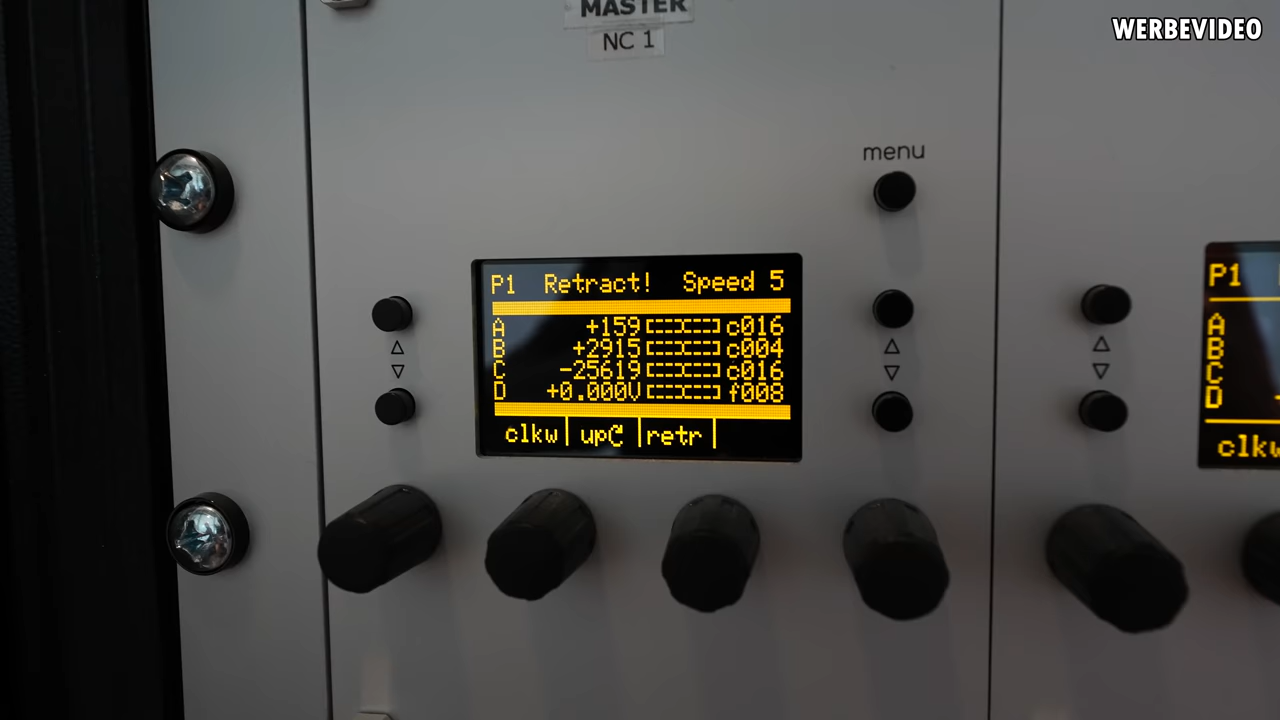 WERBEVIDEO
MASTER
NC 1
menu
P1 Retract! Speed 5
A +159 c016
B +2915 c004
C -25619 c016
D +0.000V f008
clkw upC retr
P1
A
B
C
D
clkw